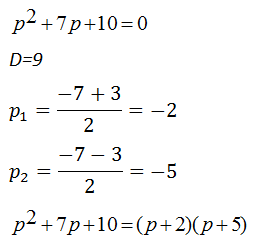 p² + 7p + 10 = 0
D=9
p₁ = (−7 + 3)/2 = −2
p₂ = (−7 − 3)/2 = −5
p² + 7p + 10 = (p + 2)(p + 5)